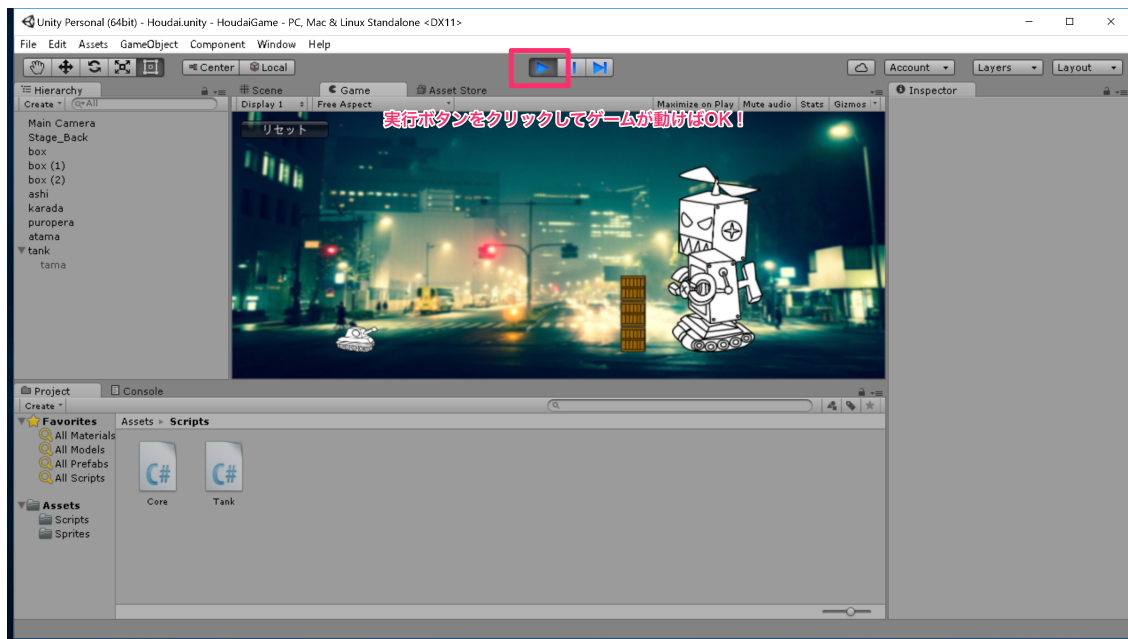 Unity Personal (64bit) - Houdai.unity - HoudaiGame - PC, Mac & Linux Standalone <DX11>
File Edit Assets GameObject Component Window Help
Center Local Account Layers Layout
Hierarchy
Create All
Main Camera
Stage_Back
box
box (1)
box (2)
ashi
karada
puropera
atama
tank
tama
Scene Game Asset Store
Display 1 Free Aspect Maximize on Play Mute audio Stats Gizmos
実行ボタンをクリックしてゲームが動けばOK！
リセット
Inspector
Project Console
Create
Favorites
All Materials
All Models
All Prefabs
All Scripts
Assets
Scripts
Sprites
Assets Scripts
C# C#
Core Tank